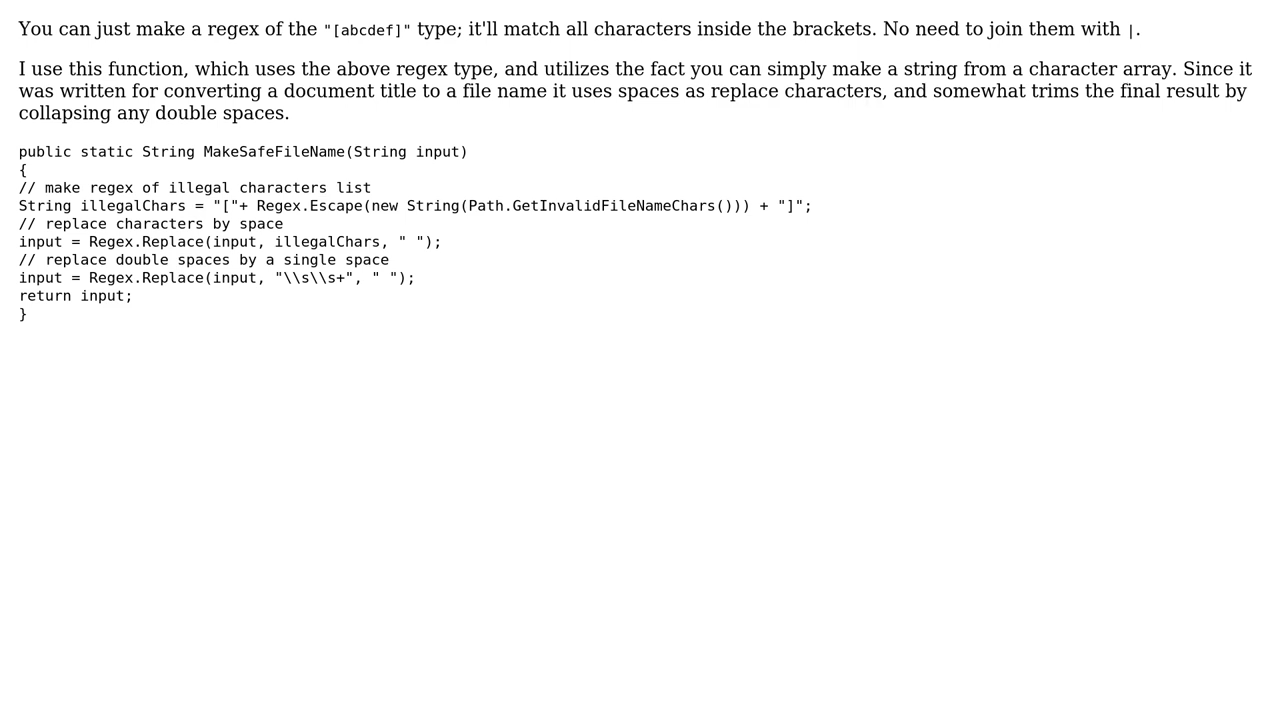 You can just make a regex of the "[abcdef]" type; it'll match all characters inside the brackets. No need to join them with |.
I use this function, which uses the above regex type, and utilizes the fact you can simply make a string from a character array. Since it
was written for converting a document title to a file name it uses spaces as replace characters, and somewhat trims the final result by
collapsing any double spaces.
public static String MakeSafeFileName(String input)
{
// make regex of illegal characters list
String illegalChars = "["+ Regex.Escape(new String(Path.GetInvalidFileNameChars())) + "]";
// replace characters by space
input = Regex.Replace(input, illegalChars, " ");
// replace double spaces by a single space
input = Regex.Replace(input, "\\s\\s+", " ");
return input;
}